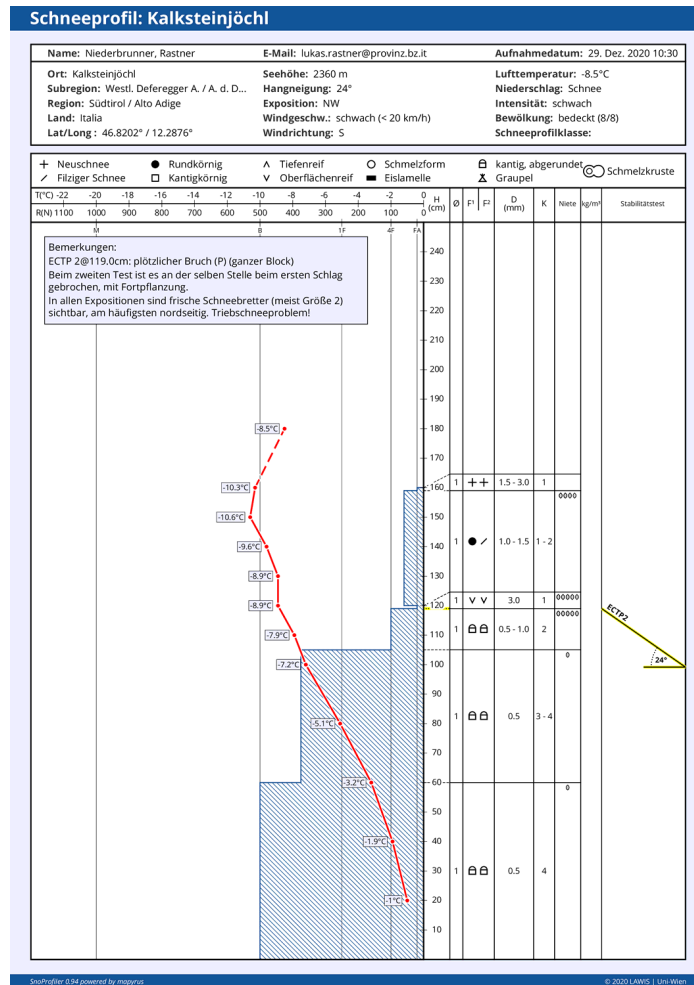 Schneeprofil: Kalksteinjöchl
Name: Niederbrunner, Rastner E-Mail: lukas.rastner@provinz.bz.it Aufnahmedatum: 29. Dez. 2020 10:30
Ort: Kalksteinjöchl Seehöhe: 2360 m Lufttemperatur: -8.5°C
Subregion: Westl. Deferegger A. / A. d. D... Hangneigung: 24° Niederschlag: Schnee
Region: Südtirol / Alto Adige Exposition: NW Intensität: schwach
Land: Italia Windgeschw.: schwach (< 20 km/h) Bewölkung: bedeckt (8/8)
Lat/Long : 46.8202° / 12.2876° Windrichtung: S Schneeprofilklasse:
+ Neuschnee ● Rundkörnig ∧ Tiefenreif ○ Schmelzform kantig, abgerundet Schmelzkruste
/ Filziger Schnee □ Kantigkörnig ∨ Oberflächenreif ▬ Eislamelle Graupel
T(°C) -22 -20 -18 -16 -14 -12 -10 -8 -6 -4 -2 0 H (cm) Ø F¹ F² D (mm) K Niete kg/m³ Stabilitätstest
R(N) 1100 1000 900 800 700 600 500 400 300 200 100 0
M B 1F 4F FA
Bemerkungen:
ECTP 2@119.0cm: plötzlicher Bruch (P) (ganzer Block)
Beim zweiten Test ist es an der selben Stelle beim ersten Schlag
gebrochen, mit Fortpflanzung.
In allen Expositionen sind frische Schneebretter (meist Größe 2)
sichtbar, am häufigsten nordseitig. Triebschneeproblem!
240
230
220
210
200
190
-8.5°C 180
170
-10.3°C 160 1 + + 1.5 - 3.0 1
0000
-10.6°C 150
-9.6°C 140 1 ● / 1.0 - 1.5 1 - 2
-8.9°C 130
-8.9°C 120 1 ∨ ∨ 3.0 1 00000
00000
ECTP2
-7.9°C 110 1 0.5 - 1.0 2
0
24°
-7.2°C 100
90
-5.1°C 80 1 0.5 3 - 4
70
-3.2°C 60
0
50
-1.9°C 40
30 1 0.5 4
-1°C 20
10
SnoProfiler 0.94 powered by mapyrus © 2020 LAWIS | Uni-Wien